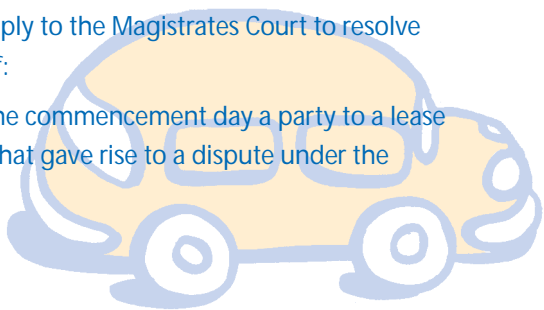 ply to the Magistrates Court to resolve
:
he commencement day a party to a lease
hat gave rise to a dispute under the